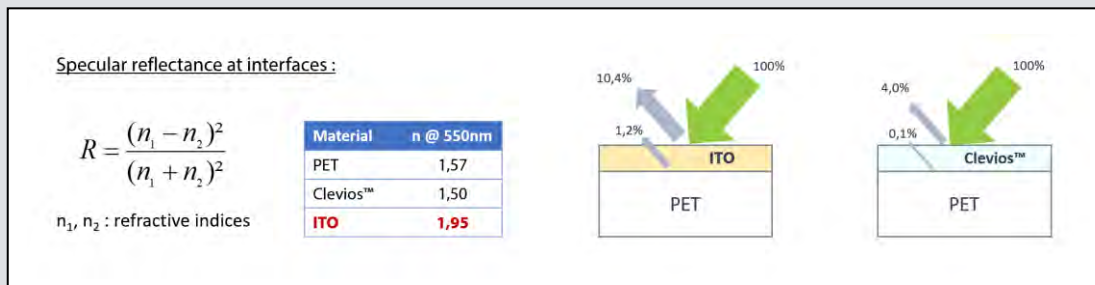 Specular reflectance at interfaces :
R = (n₁ − n₂)² / (n₁ + n₂)²
n₁, n₂ : refractive indices
Material n @ 550nm
PET 1,57
Clevios™ 1,50
ITO 1,95
10,4%
100%
1,2%
ITO
PET
4,0%
100%
0,1%
Clevios™
PET